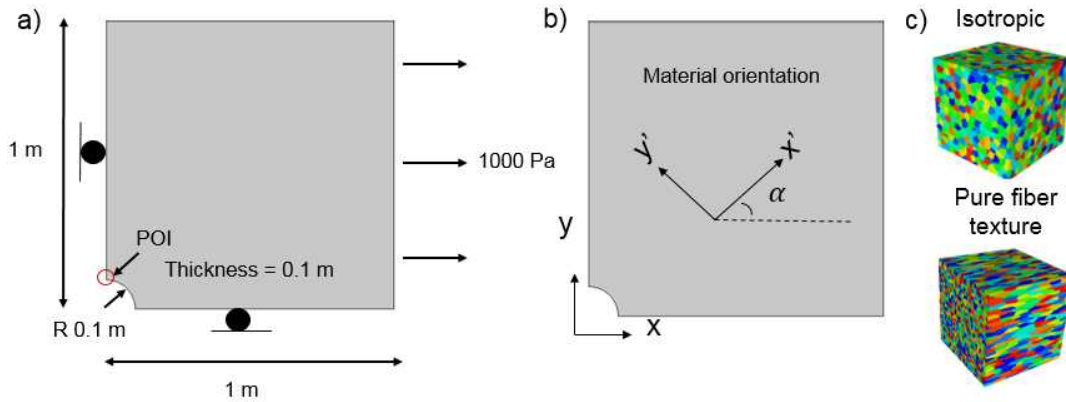 a)
1 m
1000 Pa
POI
Thickness = 0.1 m
R 0.1 m
1 m
b)
Material orientation
y'
x'
α
y
x
c)
Isotropic
Pure fiber
texture